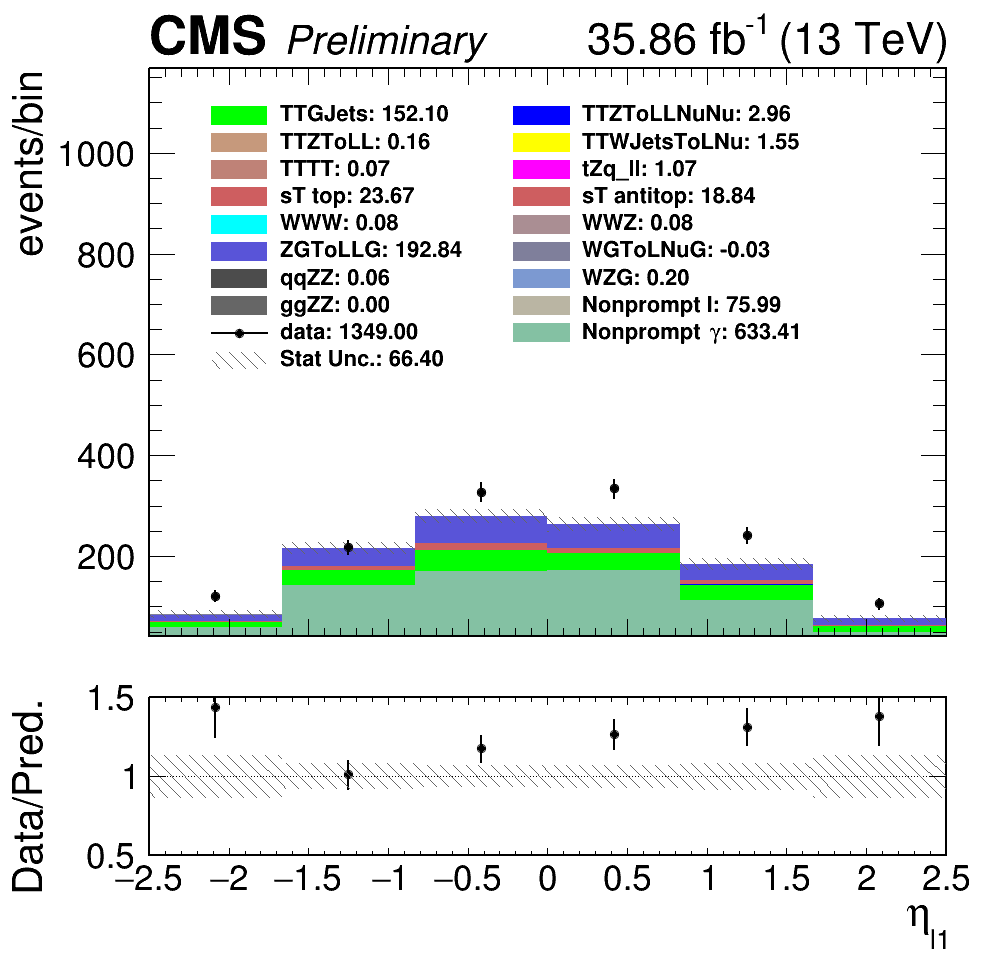 CMS Preliminary 35.86 fb-1 (13 TeV)
events/bin
1000
800
600
400
200
TTGJets: 152.10
TTZToLLNuNu: 2.96
TTZToLL: 0.16
TTWJetsToLNu: 1.55
TTTT: 0.07
tZq_ll: 1.07
sT top: 23.67
sT antitop: 18.84
WWW: 0.08
WWZ: 0.08
ZGToLLG: 192.84
WGToLNuG: -0.03
qqZZ: 0.06
WZG: 0.20
ggZZ: 0.00
Nonprompt l: 75.99
data: 1349.00
Nonprompt γ: 633.41
Stat Unc.: 66.40
Data/Pred.
1.5
1
0.5
−2.5 −2 −1.5 −1 −0.5 0 0.5 1 1.5 2 2.5
ηl1